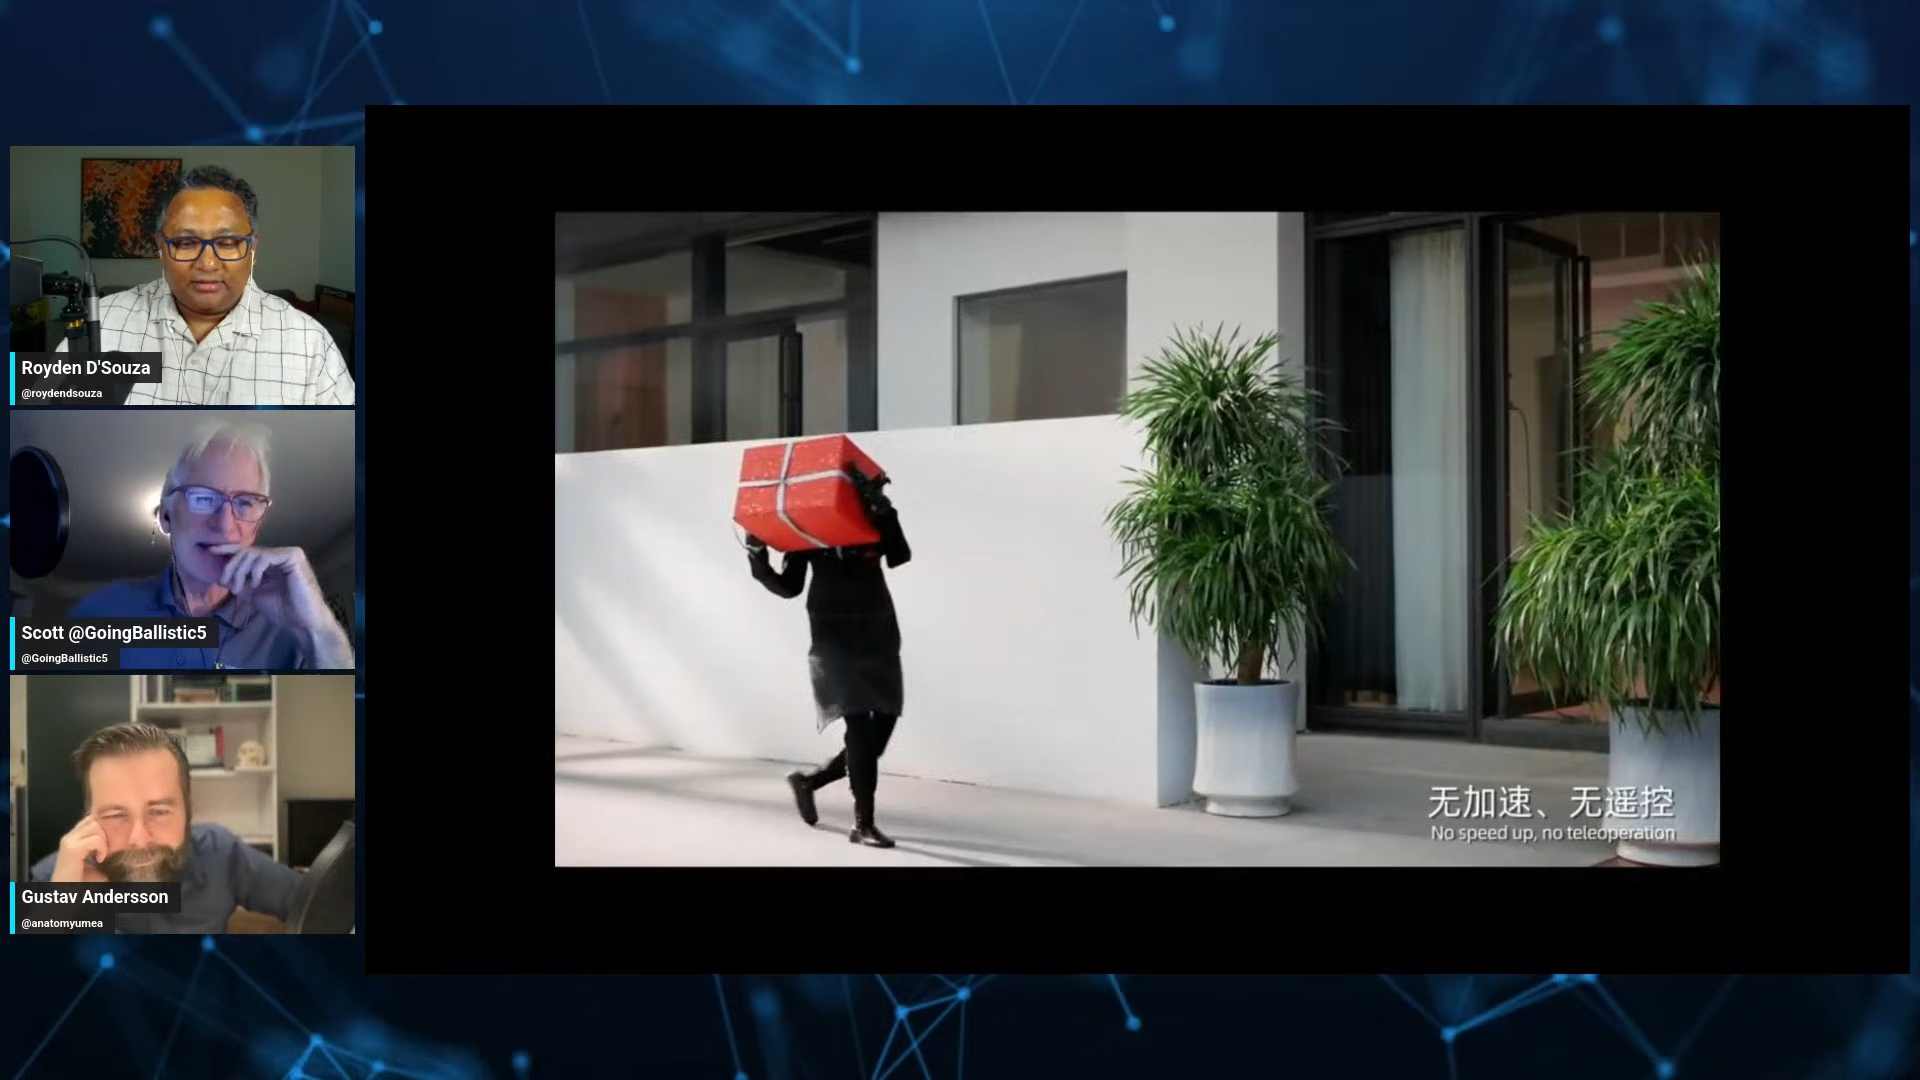 Royden D'Souza
@roydendsouza
Scott @GoingBallistic5
@GoingBallistic5
Gustav Andersson
@anatomyumea
无加速、无遥控
No speed up, no teleoperation